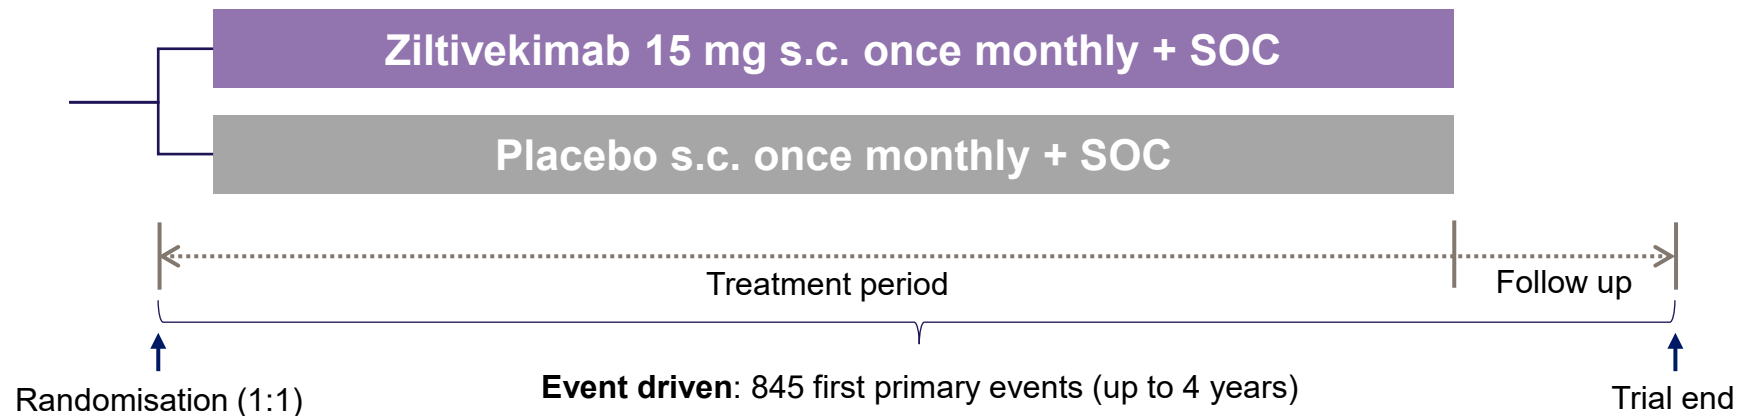 Ziltivekimab 15 mg s.c. once monthly + SOC
Placebo s.c. once monthly + SOC
Treatment period
Follow up
Randomisation (1:1)
Event driven: 845 first primary events (up to 4 years)
Trial end